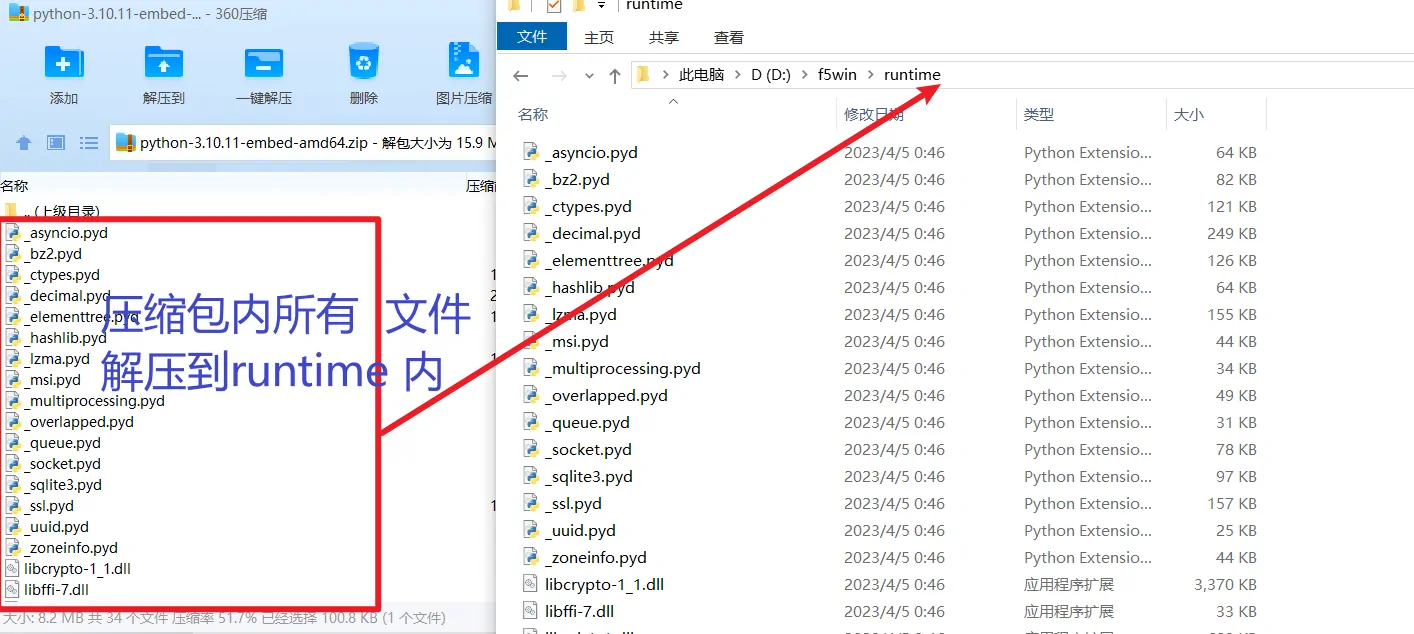 python-3.10.11-embed-... - 360压缩
添加
解压到
一键解压
删除
图片压缩
python-3.10.11-embed-amd64.zip - 解包大小为 15.9 M
名称
压缩
.. (上级目录)
_asyncio.pyd
_bz2.pyd
_ctypes.pyd
1
_decimal.pyd
2
_elementtree.pyd
1
_hashlib.pyd
_lzma.pyd
1
_msi.pyd
_multiprocessing.pyd
_overlapped.pyd
_queue.pyd
_socket.pyd
_sqlite3.pyd
_ssl.pyd
1
_uuid.pyd
_zoneinfo.pyd
libcrypto-1_1.dll
libffi-7.dll
大小: 8.2 MB 共 34 个文件 压缩率 51.7% 已经选择 100.8 KB (1 个文件)
压缩包内所有 文件
解压到runtime 内
runtime
文件 主页 共享 查看
此电脑 D (D:) f5win runtime
名称 修改日期 类型 大小
_asyncio.pyd 2023/4/5 0:46 Python Extensio... 64 KB
_bz2.pyd 2023/4/5 0:46 Python Extensio... 82 KB
_ctypes.pyd 2023/4/5 0:46 Python Extensio... 121 KB
_decimal.pyd 2023/4/5 0:46 Python Extensio... 249 KB
_elementtree.pyd 2023/4/5 0:46 Python Extensio... 126 KB
_hashlib.pyd 2023/4/5 0:46 Python Extensio... 64 KB
_lzma.pyd 2023/4/5 0:46 Python Extensio... 155 KB
_msi.pyd 2023/4/5 0:46 Python Extensio... 44 KB
_multiprocessing.pyd 2023/4/5 0:46 Python Extensio... 34 KB
_overlapped.pyd 2023/4/5 0:46 Python Extensio... 49 KB
_queue.pyd 2023/4/5 0:46 Python Extensio... 31 KB
_socket.pyd 2023/4/5 0:46 Python Extensio... 78 KB
_sqlite3.pyd 2023/4/5 0:46 Python Extensio... 97 KB
_ssl.pyd 2023/4/5 0:46 Python Extensio... 157 KB
_uuid.pyd 2023/4/5 0:46 Python Extensio... 25 KB
_zoneinfo.pyd 2023/4/5 0:46 Python Extensio... 44 KB
libcrypto-1_1.dll 2023/4/5 0:46 应用程序扩展 3,370 KB
libffi-7.dll 2023/4/5 0:46 应用程序扩展 33 KB